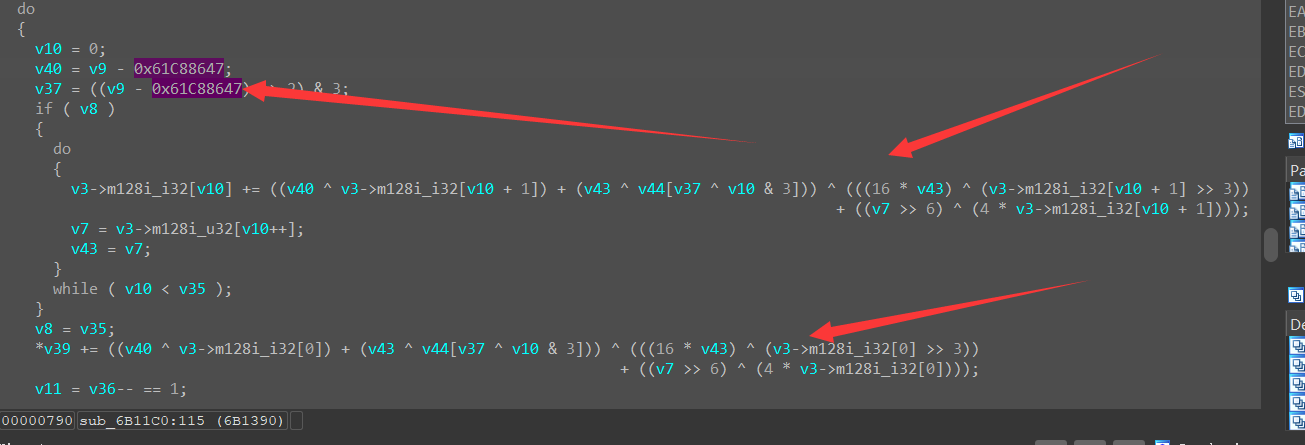 do
{
v10 = 0;
v40 = v9 - 0x61C88647;
v37 = ((v9 - 0x61C88647) 2) & 3;
if ( v8 )
{
do
{
v3->m128i_i32[v10] += ((v40 ^ v3->m128i_i32[v10 + 1]) + (v43 ^ v44[v37 ^ v10 & 3])) ^ (((16 * v43) ^ (v3->m128i_i32[v10 + 1] >> 3))
+ ((v7 >> 6) ^ (4 * v3->m128i_i32[v10 + 1])));
v7 = v3->m128i_u32[v10++];
v43 = v7;
}
while ( v10 < v35 );
}
v8 = v35;
*v39 += ((v40 ^ v3->m128i_i32[0]) + (v43 ^ v44[v37 ^ v10 & 3])) ^ (((16 * v43) ^ (v3->m128i_i32[0] >> 3))
+ ((v7 >> 6) ^ (4 * v3->m128i_i32[0])));
v11 = v36-- == 1;
00000790 sub_6B11C0:115 (6B1390)
EA
EB
EC
ED
ES
ED
Pa
De